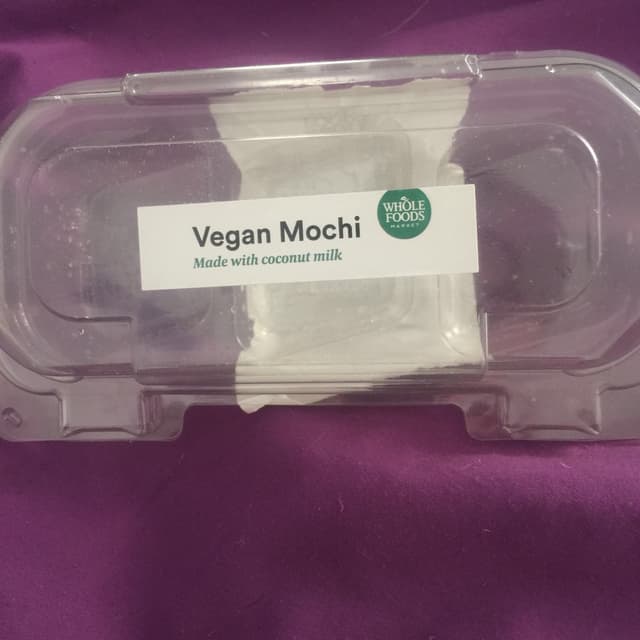 Vegan Mochi
Made with coconut milk
WHOLE
FOODS
MARKET